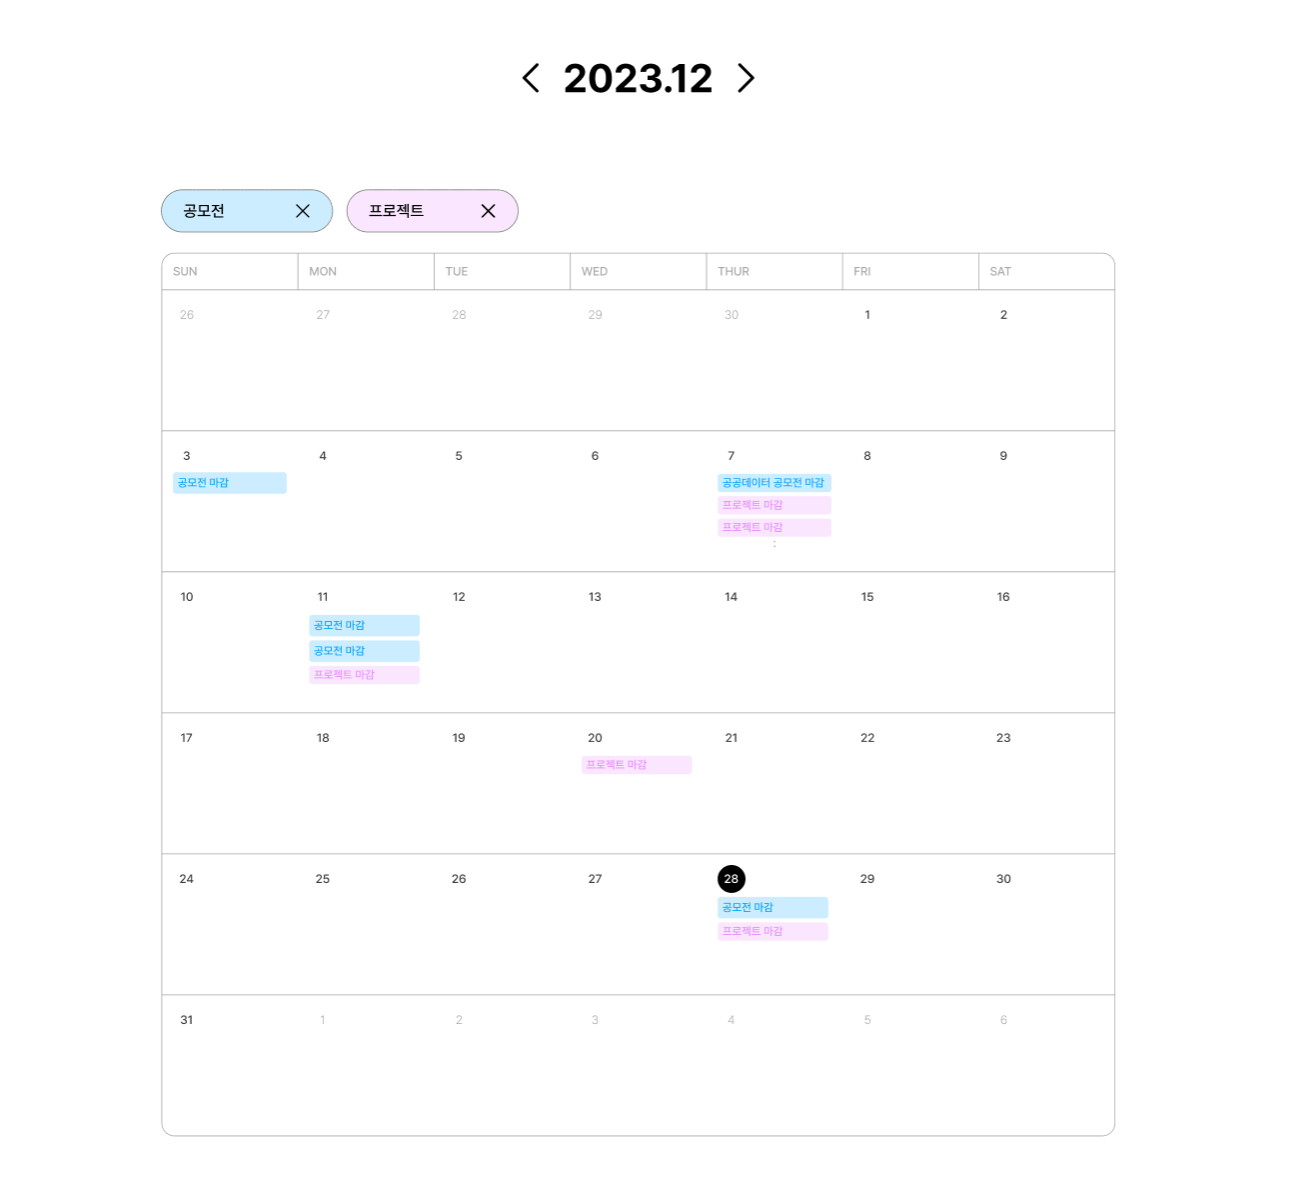 2023.12
공모전
프로젝트
SUN MON TUE WED THUR FRI SAT
26 27 28 29 30 1 2
3 4 5 6 7 8 9
공모전 마감
공공데이터 공모전 마감
프로젝트 마감
프로젝트 마감
:
10 11 12 13 14 15 16
공모전 마감
공모전 마감
프로젝트 마감
17 18 19 20 21 22 23
프로젝트 마감
24 25 26 27 28 29 30
공모전 마감
프로젝트 마감
31 1 2 3 4 5 6